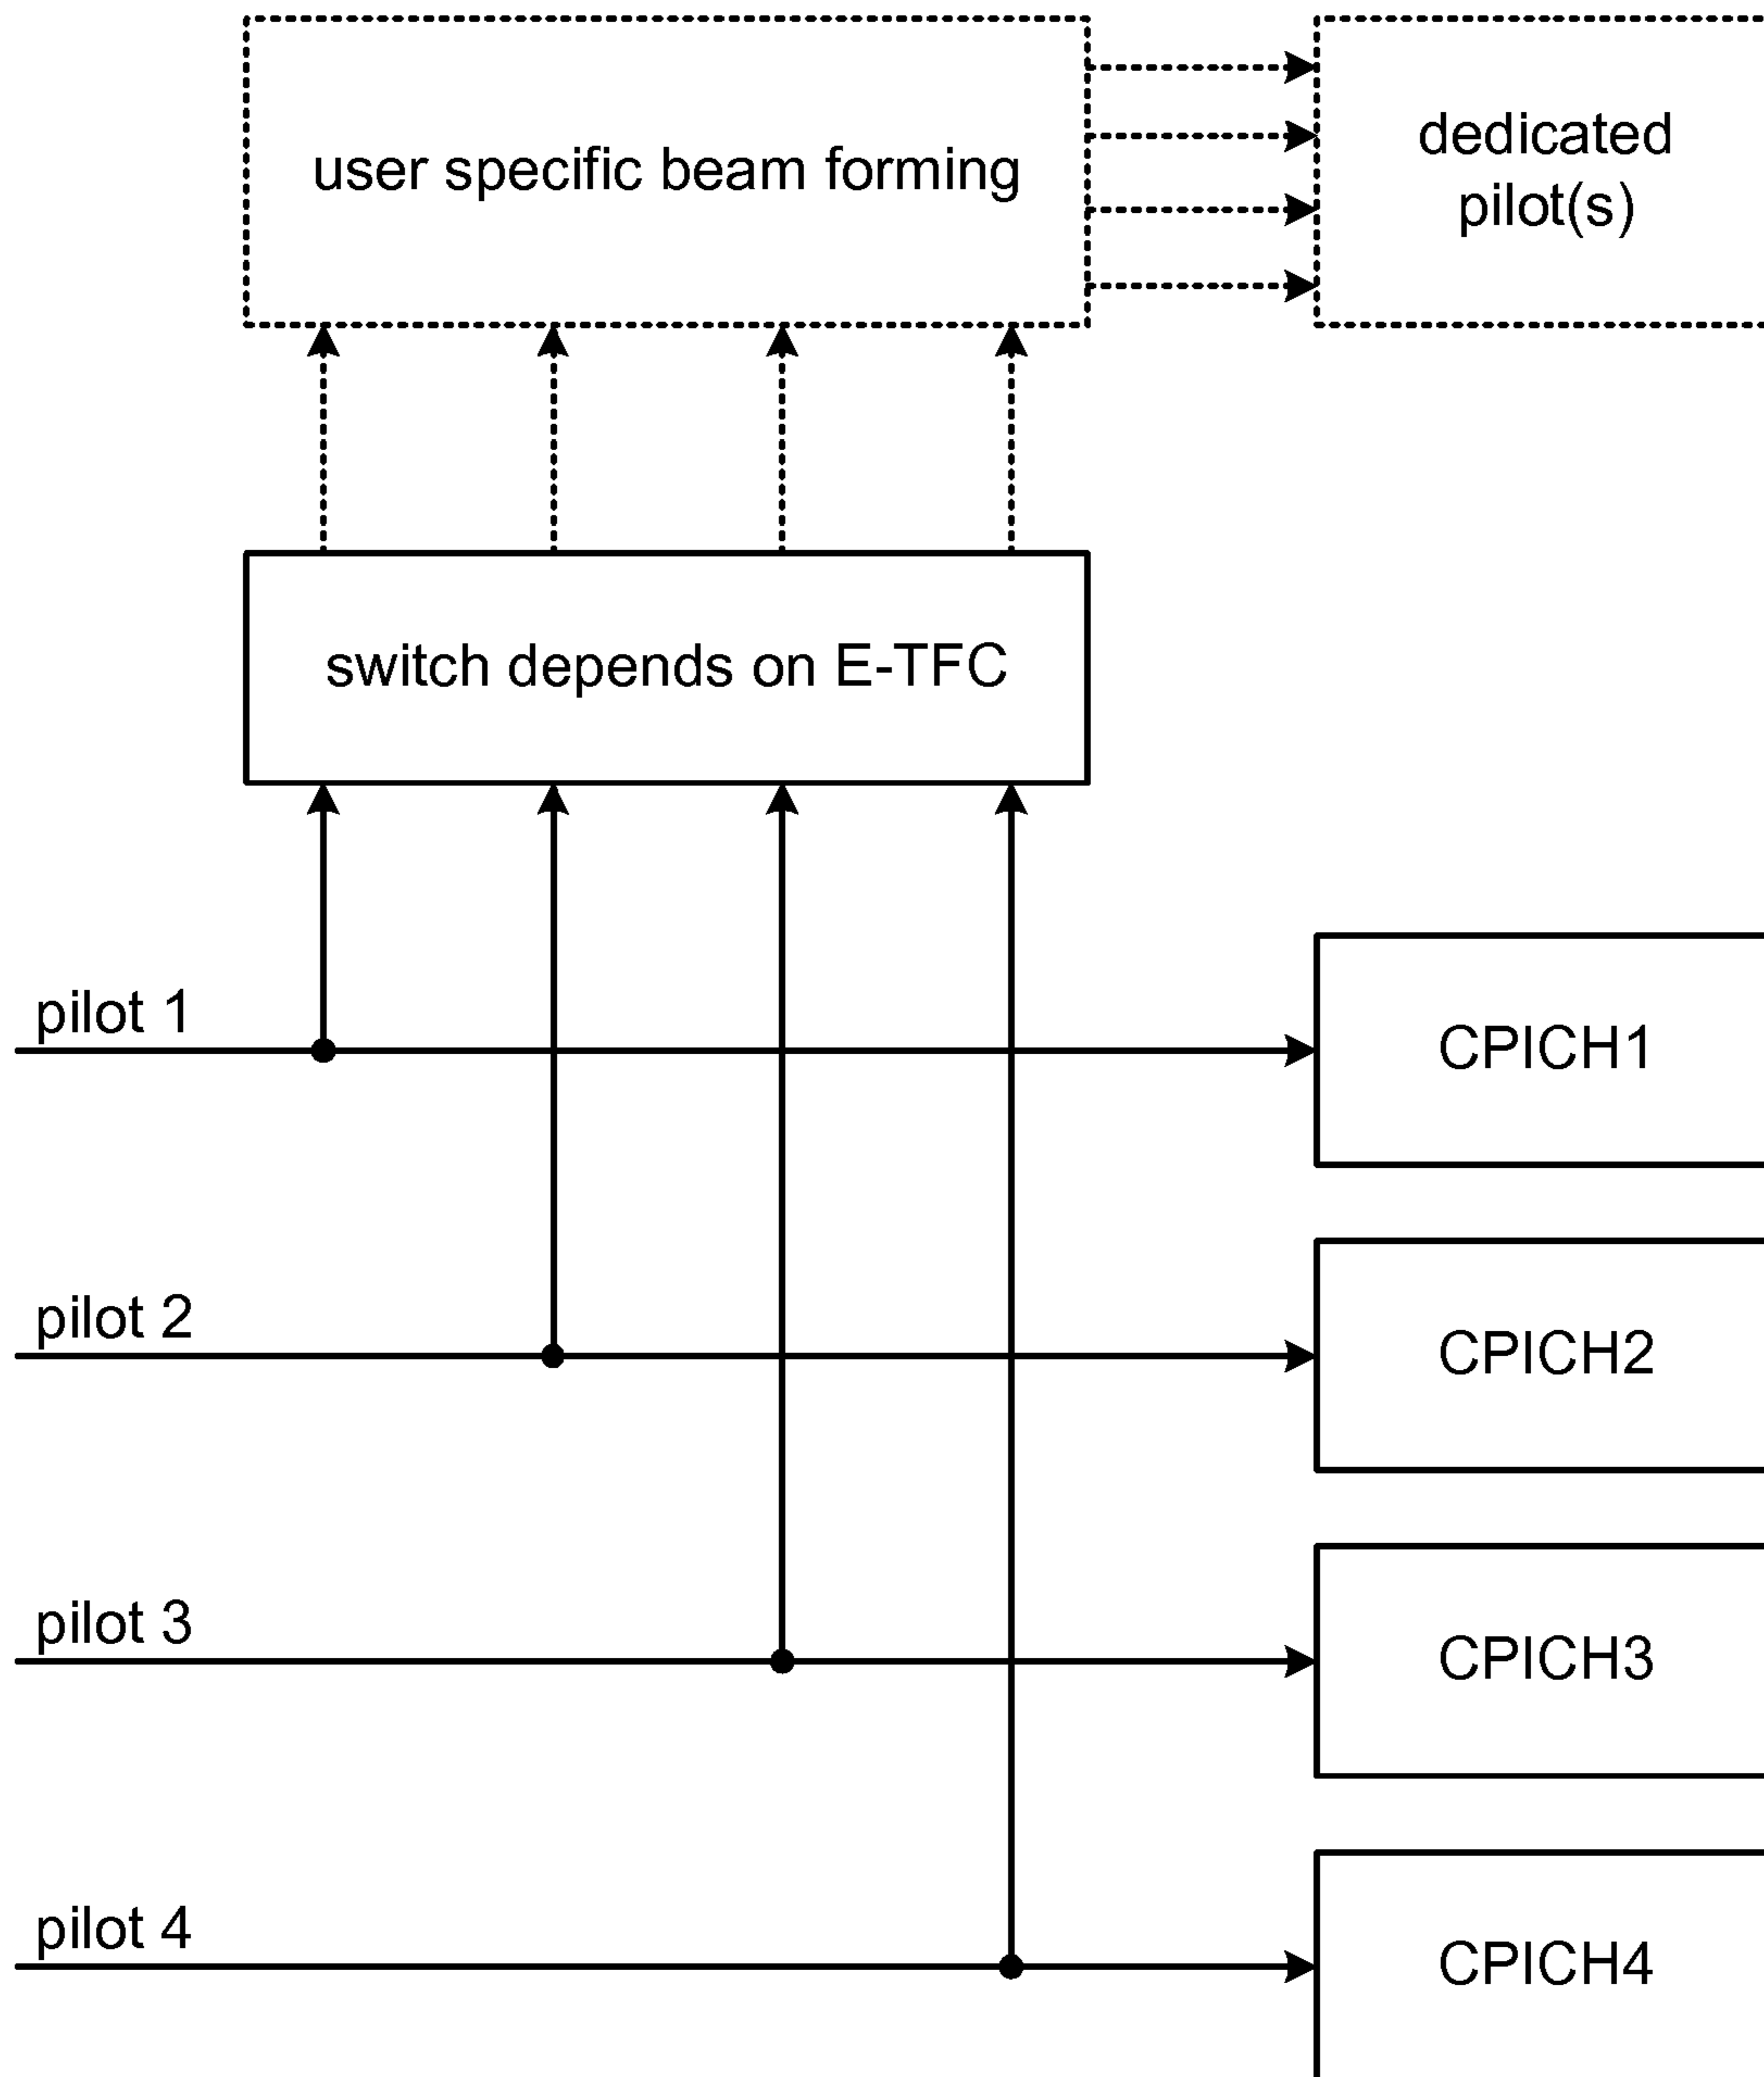 user specific beam forming
dedicated
pilot(s)
switch depends on E-TFC
pilot 1
CPICH1
pilot 2
CPICH2
pilot 3
CPICH3
pilot 4
CPICH4